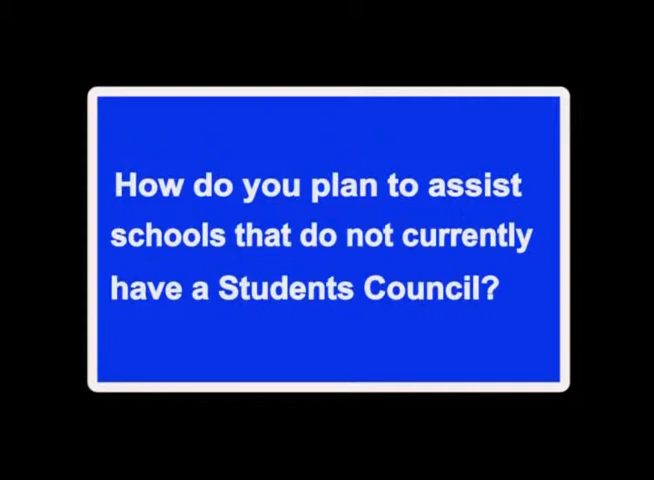 How do you plan to assist
schools that do not currently
have a Students Council?